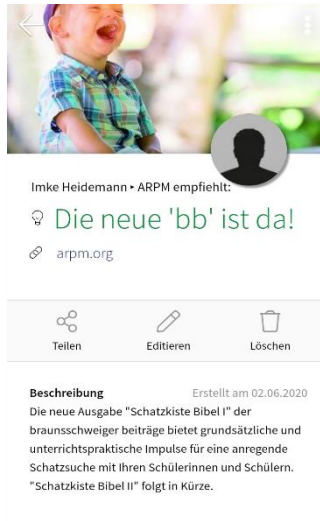 Imke Heidemann ▸ ARPM empfiehlt:
Die neue 'bb' ist da!
arpm.org
Teilen Editieren Löschen
Beschreibung Erstellt am 02.06.2020
Die neue Ausgabe "Schatzkiste Bibel I" der
braunsschweiger beiträge bietet grundsätzliche und
unterrichtspraktische Impulse für eine anregende
Schatzsuche mit Ihren Schülerinnen und Schülern.
"Schatzkiste Bibel II" folgt in Kürze.